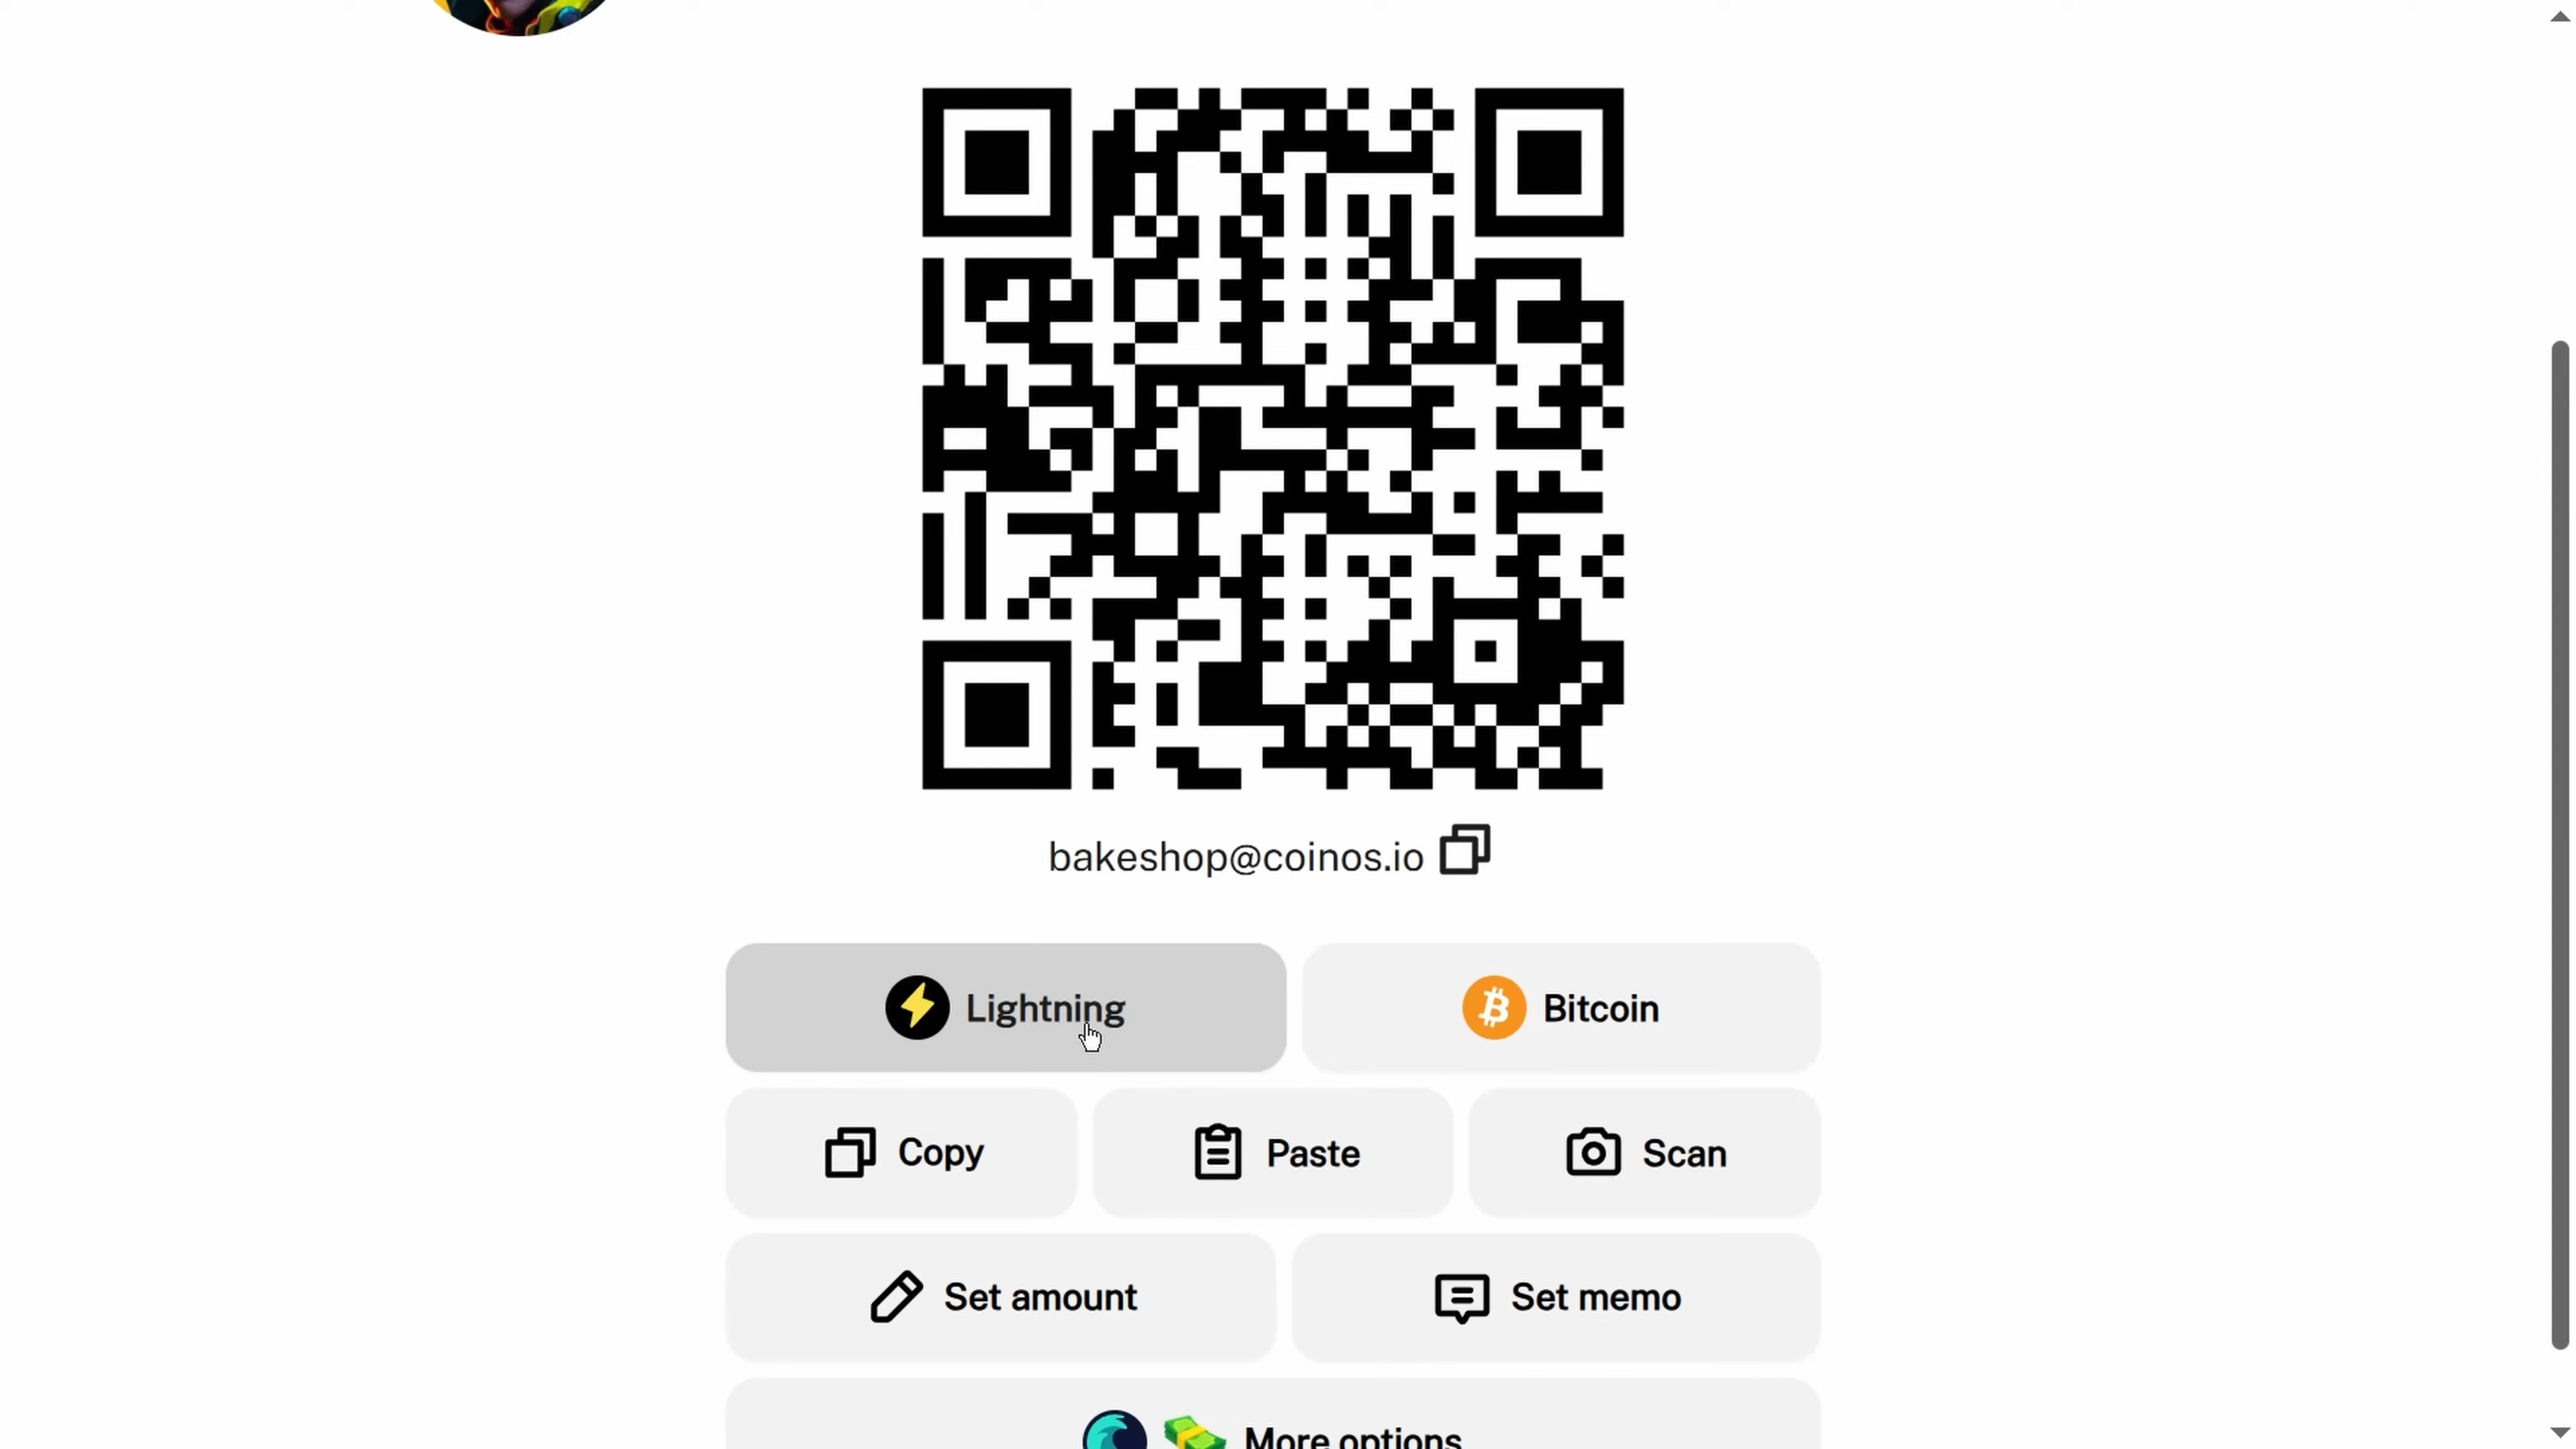 bakeshop@coinos.io
Lightning
Bitcoin
Copy
Paste
Scan
Set amount
Set memo
More options